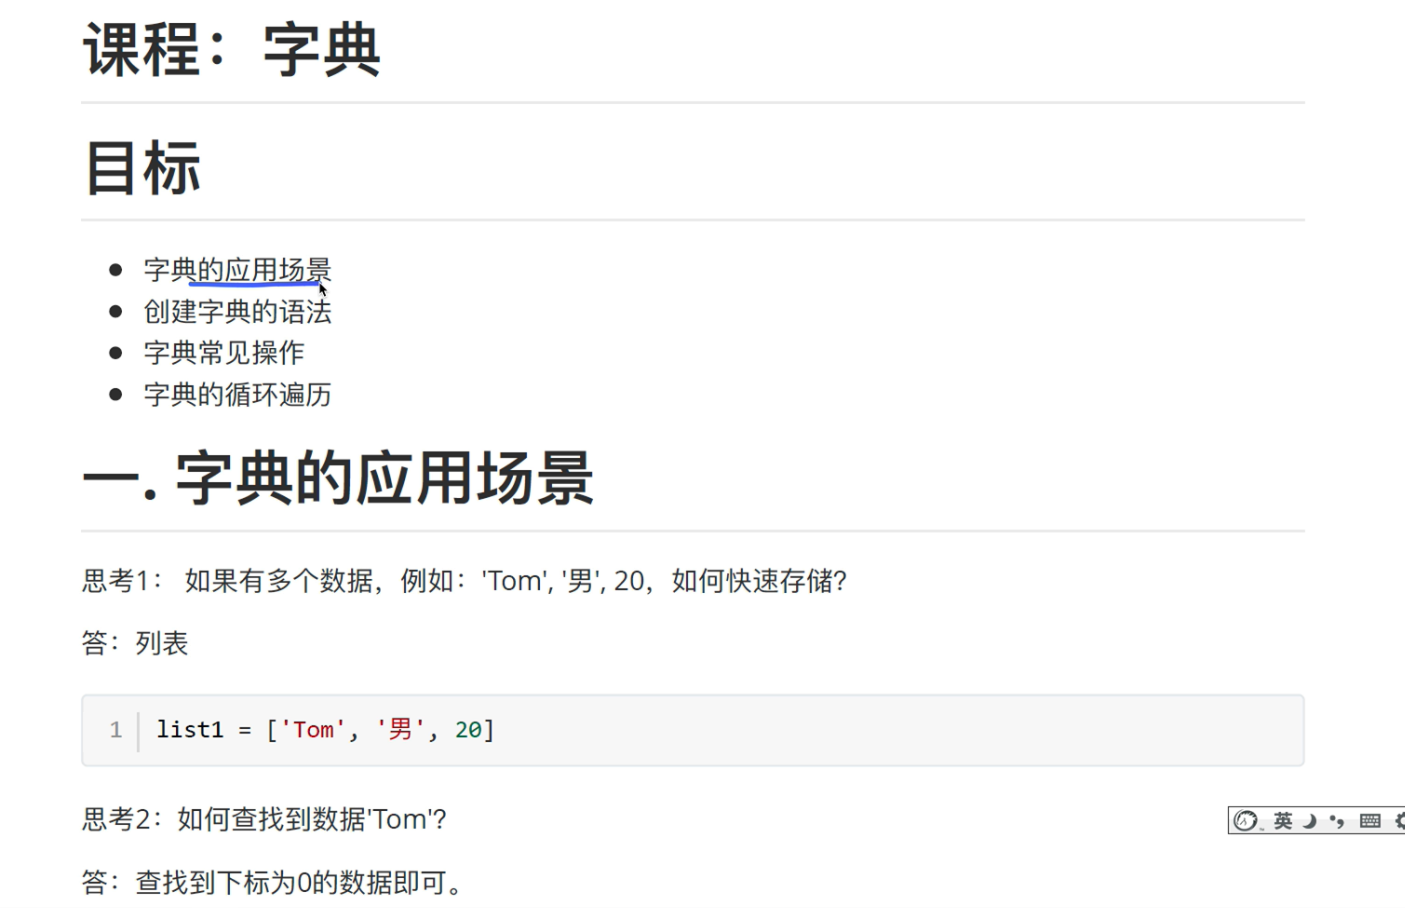 课程：字典
目标
字典的应用场景
创建字典的语法
字典常见操作
字典的循环遍历
一. 字典的应用场景
思考1： 如果有多个数据，例如：'Tom', '男', 20，如何快速存储?
答：列表
1 list1 = ['Tom', '男', 20]
思考2：如何查找到数据'Tom'?
英
答：查找到下标为0的数据即可。